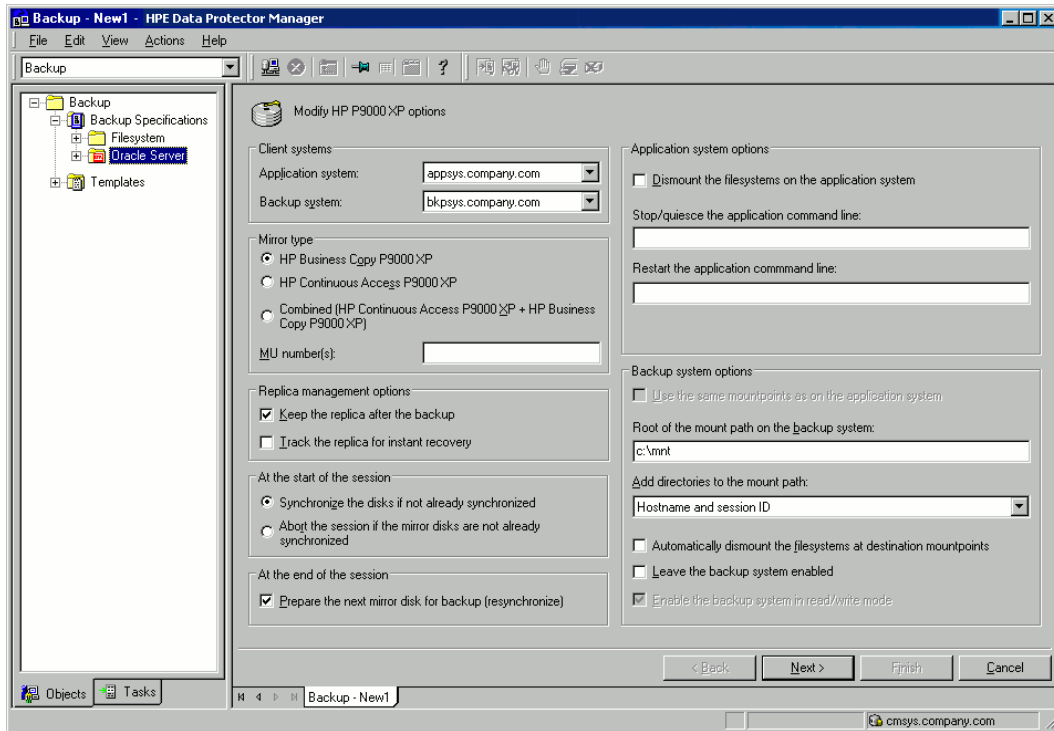 Backup - New1 - HPE Data Protector Manager
File Edit View Actions Help
Backup
Backup
Backup Specifications
Filesystem
Oracle Server
Templates
Objects
Tasks
Modify HP P9000 XP options
Client systems
Application system:
appsys.company.com
Backup system:
bkpsys.company.com
Mirror type
HP Business Copy P9000 XP
HP Continuous Access P9000 XP
Combined (HP Continuous Access P9000 XP + HP Business
Copy P9000 XP)
MU number(s):
Replica management options
Keep the replica after the backup
Track the replica for instant recovery
At the start of the session
Synchronize the disks if not already synchronized
Abort the session if the mirror disks are not already
synchronized
At the end of the session
Prepare the next mirror disk for backup (resynchronize)
Application system options
Dismount the filesystems on the application system
Stop/quiesce the application command line:
Restart the application commmand line:
Backup system options
Use the same mountpoints as on the application system
Root of the mount path on the backup system:
c:\mnt
Add directories to the mount path:
Hostname and session ID
Automatically dismount the filesystems at destination mountpoints
Leave the backup system enabled
Enable the backup system in read/write mode
< Back
Next >
Finish
Cancel
Backup - New1
cmsys.company.com